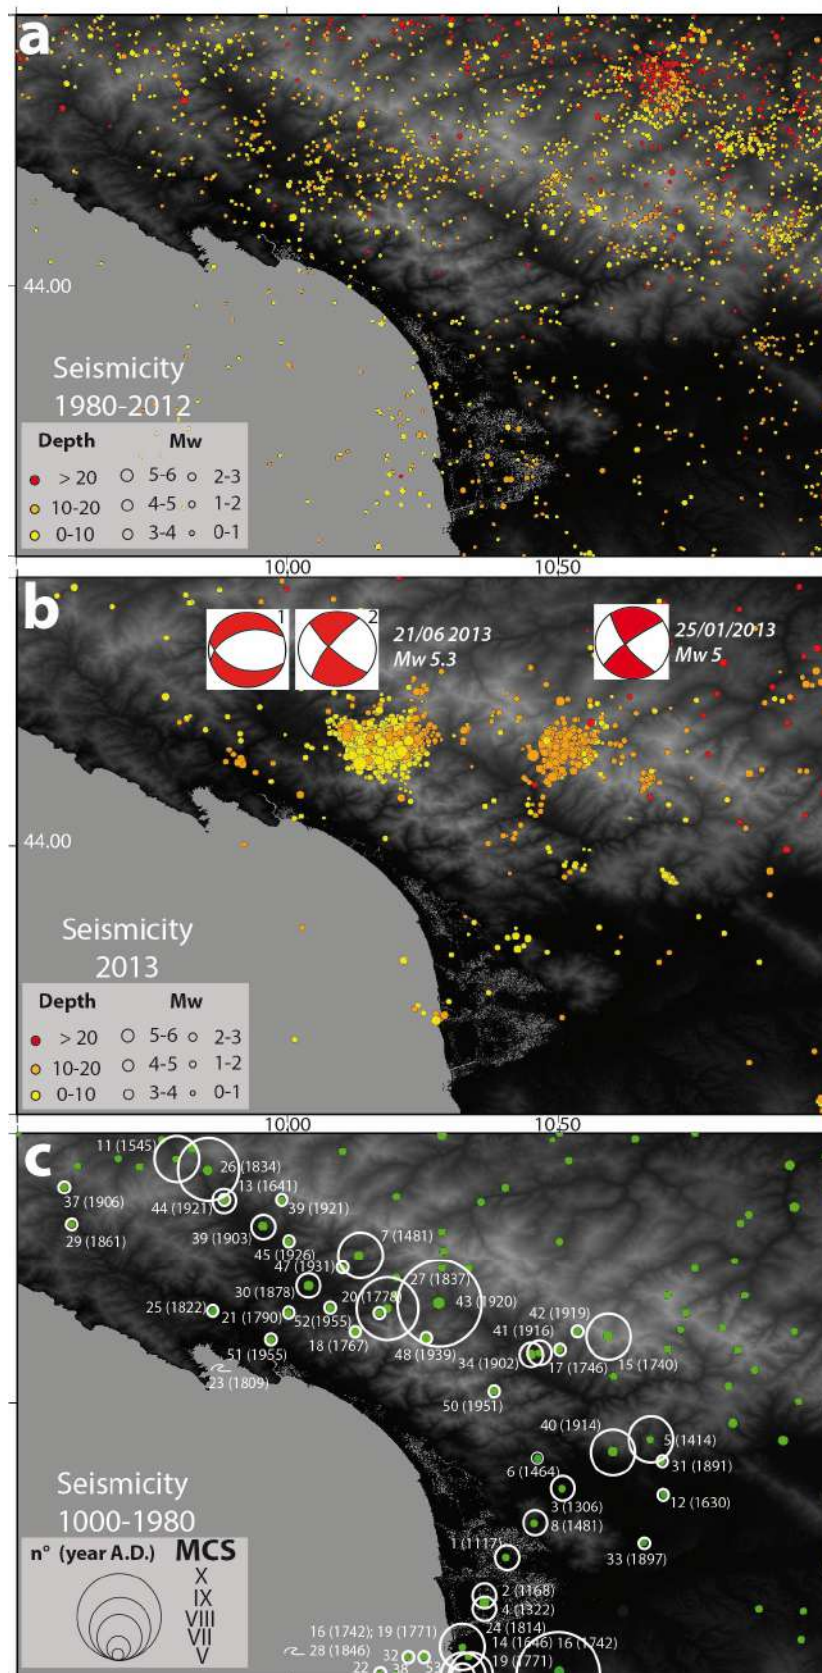 a
44.00
Seismicity
1980-2012
Depth Mw
> 20 5-6 2-3
10-20 4-5 1-2
0-10 3-4 0-1
10.00 10.50
b
1 2
21/06 2013
Mw 5.3
25/01/2013
Mw 5
44.00
Seismicity
2013
Depth Mw
> 20 5-6 2-3
10-20 4-5 1-2
0-10 3-4 0-1
10.00 10.50
c
11 (1545)
26 (1834)
13 (1641)
37 (1906)
44 (1921)
39 (1921)
29 (1861)
39 (1903)
7 (1481)
45 (1926)
47 (1931)
27 (1837)
30 (1878)
20 (1778)
43 (1920)
25 (1822)
21 (1790)
52(1955)
42 (1919)
41 (1916)
18 (1767)
51 (1955)
48 (1939)
34 (1902)
17 (1746)
15 (1740)
23 (1809)
50 (1951)
40 (1914)
5 (1414)
6 (1464)
31 (1891)
3 (1306)
12 (1630)
8 (1481)
Seismicity
1000-1980
1 (1117)
33 (1897)
n° (year A.D.) MCS
X
IX
VIII
VII
V
2 (1168)
4 (1322)
24 (1814)
16 (1742); 19 (1771)
14 (1646)
16 (1742)
28 (1846)
32
19 (1771)
22
38
53